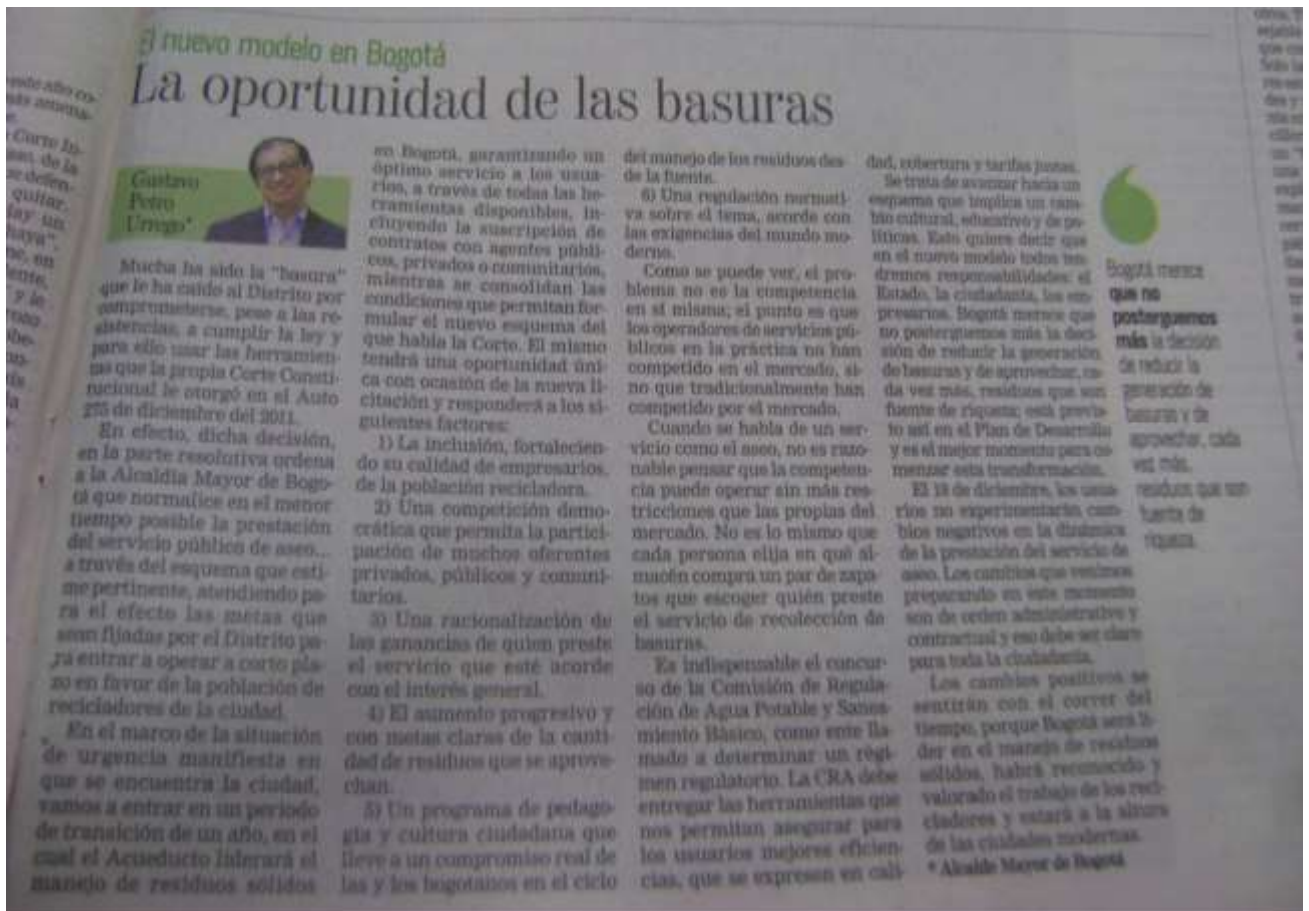 El nuevo modelo en Bogotá
La oportunidad de las basuras
Gustavo
Petro
Urrego*
Mucha ha sido la "basura"
que le ha caído al Distrito por
comprometerse, pese a las re-
sistencias, a cumplir la ley y
para ello usar las herramien-
tas que la propia Corte Consti-
tucional le otorgó en el Auto
275 de diciembre del 2011.
En efecto, dicha decisión,
en la parte resolutiva ordena
a la Alcaldía Mayor de Bogo-
tá que normalice en el menor
tiempo posible la prestación
del servicio público de aseo...
a través del esquema que esti-
me pertinente, atendiendo pa-
ra el efecto las metas que
sean fijadas por el Distrito pa-
ra entrar a operar a corto pla-
zo en favor de la población de
recicladores de la ciudad.
En el marco de la situación
de urgencia manifiesta en
que se encuentra la ciudad,
vamos a entrar en un periodo
de transición de un año, en el
cual el Acueducto liderará el
manejo de residuos sólidos
en Bogotá, garantizando un
óptimo servicio a los usua-
rios, a través de todas las he-
rramientas disponibles, in-
cluyendo la suscripción de
contratos con agentes públi-
cos, privados o comunitarios,
mientras se consolidan las
condiciones que permitan for-
mular el nuevo esquema del
que habla la Corte. El mismo
tendrá una oportunidad úni-
ca con ocasión de la nueva li-
citación y responderá a los si-
guientes factores:
1) La inclusión, fortalecien-
do su calidad de empresarios,
de la población recicladora.
2) Una competición demo-
crática que permita la partici-
pación de muchos oferentes
privados, públicos y comuni-
tarios.
3) Una racionalización de
las ganancias de quien preste
el servicio que esté acorde
con el interés general.
4) El aumento progresivo y
con metas claras de la canti-
dad de residuos que se aprove-
chan.
5) Un programa de pedago-
gía y cultura ciudadana que
lleve a un compromiso real de
las y los bogotanos en el ciclo
del manejo de los residuos des-
de la fuente.
6) Una regulación normati-
va sobre el tema, acorde con
las exigencias del mundo mo-
derno.
Como se puede ver, el pro-
blema no es la competencia
en sí misma; el punto es que
los operadores de servicios pú-
blicos en la práctica no han
competido en el mercado, si-
no que tradicionalmente han
competido por el mercado.
Cuando se habla de un ser-
vicio como el aseo, no es razo-
nable pensar que la competen-
cia puede operar sin más res-
tricciones que las propias del
mercado. No es lo mismo que
cada persona elija en qué al-
macén compra un par de zapa-
tos que escoger quién preste
el servicio de recolección de
basuras.
Es indispensable el concur-
so de la Comisión de Regula-
ción de Agua Potable y Sanea-
miento Básico, como ente lla-
mado a determinar un régi-
men regulatorio. La CRA debe
entregar las herramientas que
nos permitan asegurar para
los usuarios mejores eficien-
cias, que se expresen en cali-
dad, cobertura y tarifas justas.
Se trata de avanzar hacia un
esquema que implica un cam-
bio cultural, educativo y de po-
líticas. Esto quiere decir que
en el nuevo modelo todos ten-
dremos responsabilidades: el
Estado, la ciudadanía, los em-
presarios. Bogotá merece que
no posterguemos más la deci-
sión de reducir la generación
de basuras y de aprovechar, ca-
da vez más, residuos que son
fuente de riqueza; está previs-
to así en el Plan de Desarrollo
y es el mejor momento para co-
menzar esta transformación.
El 18 de diciembre, los usua-
rios no experimentarán cam-
bios negativos en la dinámica
de la prestación del servicio de
aseo. Los cambios que venimos
preparando en este momento
son de orden administrativo y
contractual y eso debe ser claro
para toda la ciudadanía.
Los cambios positivos se
sentirán con el correr del
tiempo, porque Bogotá será lí-
der en el manejo de residuos
sólidos, habrá reconocido y
valorado el trabajo de los reci-
cladores y estará a la altura
de las ciudades modernas.
* Alcalde Mayor de Bogotá
Bogotá merece
que no
posterguemos
más la decisión
de reducir la
generación de
basuras y de
aprovechar, cada
vez más,
residuos que son
fuente de
riqueza.